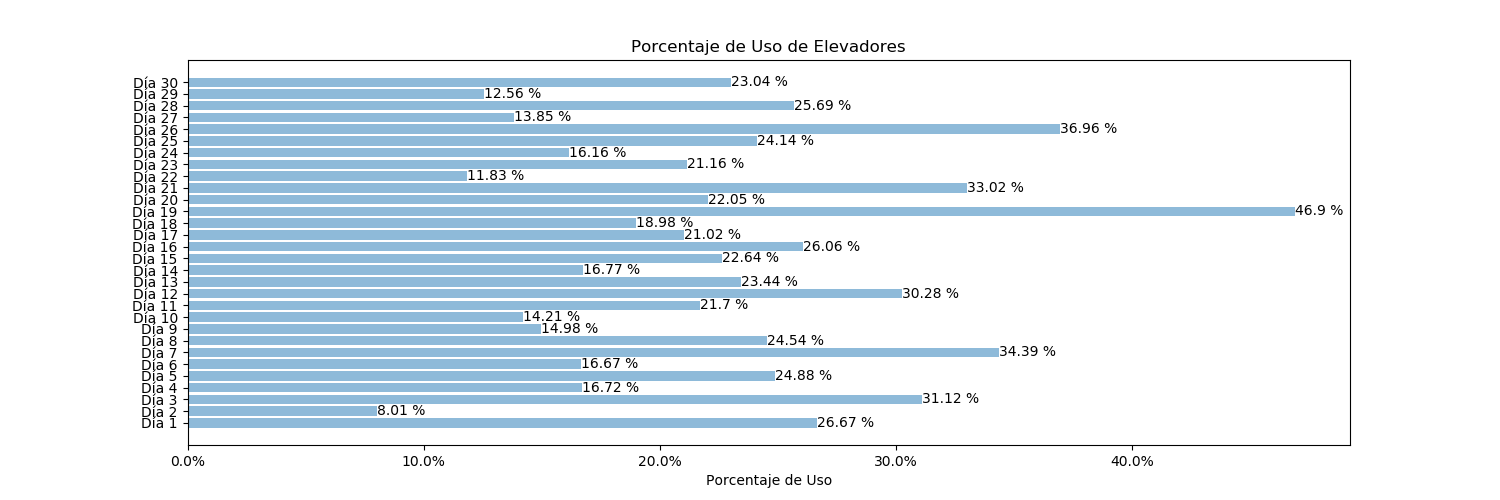 Porcentaje de Uso de Elevadores
Día 30 23.04 %
Día 29 12.56 %
Día 28 25.69 %
Día 27 13.85 %
Día 26 36.96 %
Día 25 24.14 %
Día 24 16.16 %
Día 23 21.16 %
Día 22 11.83 %
Día 21 33.02 %
Día 20 22.05 %
Día 19 46.9 %
Día 18 18.98 %
Día 17 21.02 %
Día 16 26.06 %
Día 15 22.64 %
Día 14 16.77 %
Día 13 23.44 %
Día 12 30.28 %
Día 11 21.7 %
Día 10 14.21 %
Día 9 14.98 %
Día 8 24.54 %
Día 7 34.39 %
Día 6 16.67 %
Día 5 24.88 %
Día 4 16.72 %
Día 3 31.12 %
Día 2 8.01 %
Día 1 26.67 %
0.0% 10.0% 20.0% 30.0% 40.0%
Porcentaje de Uso